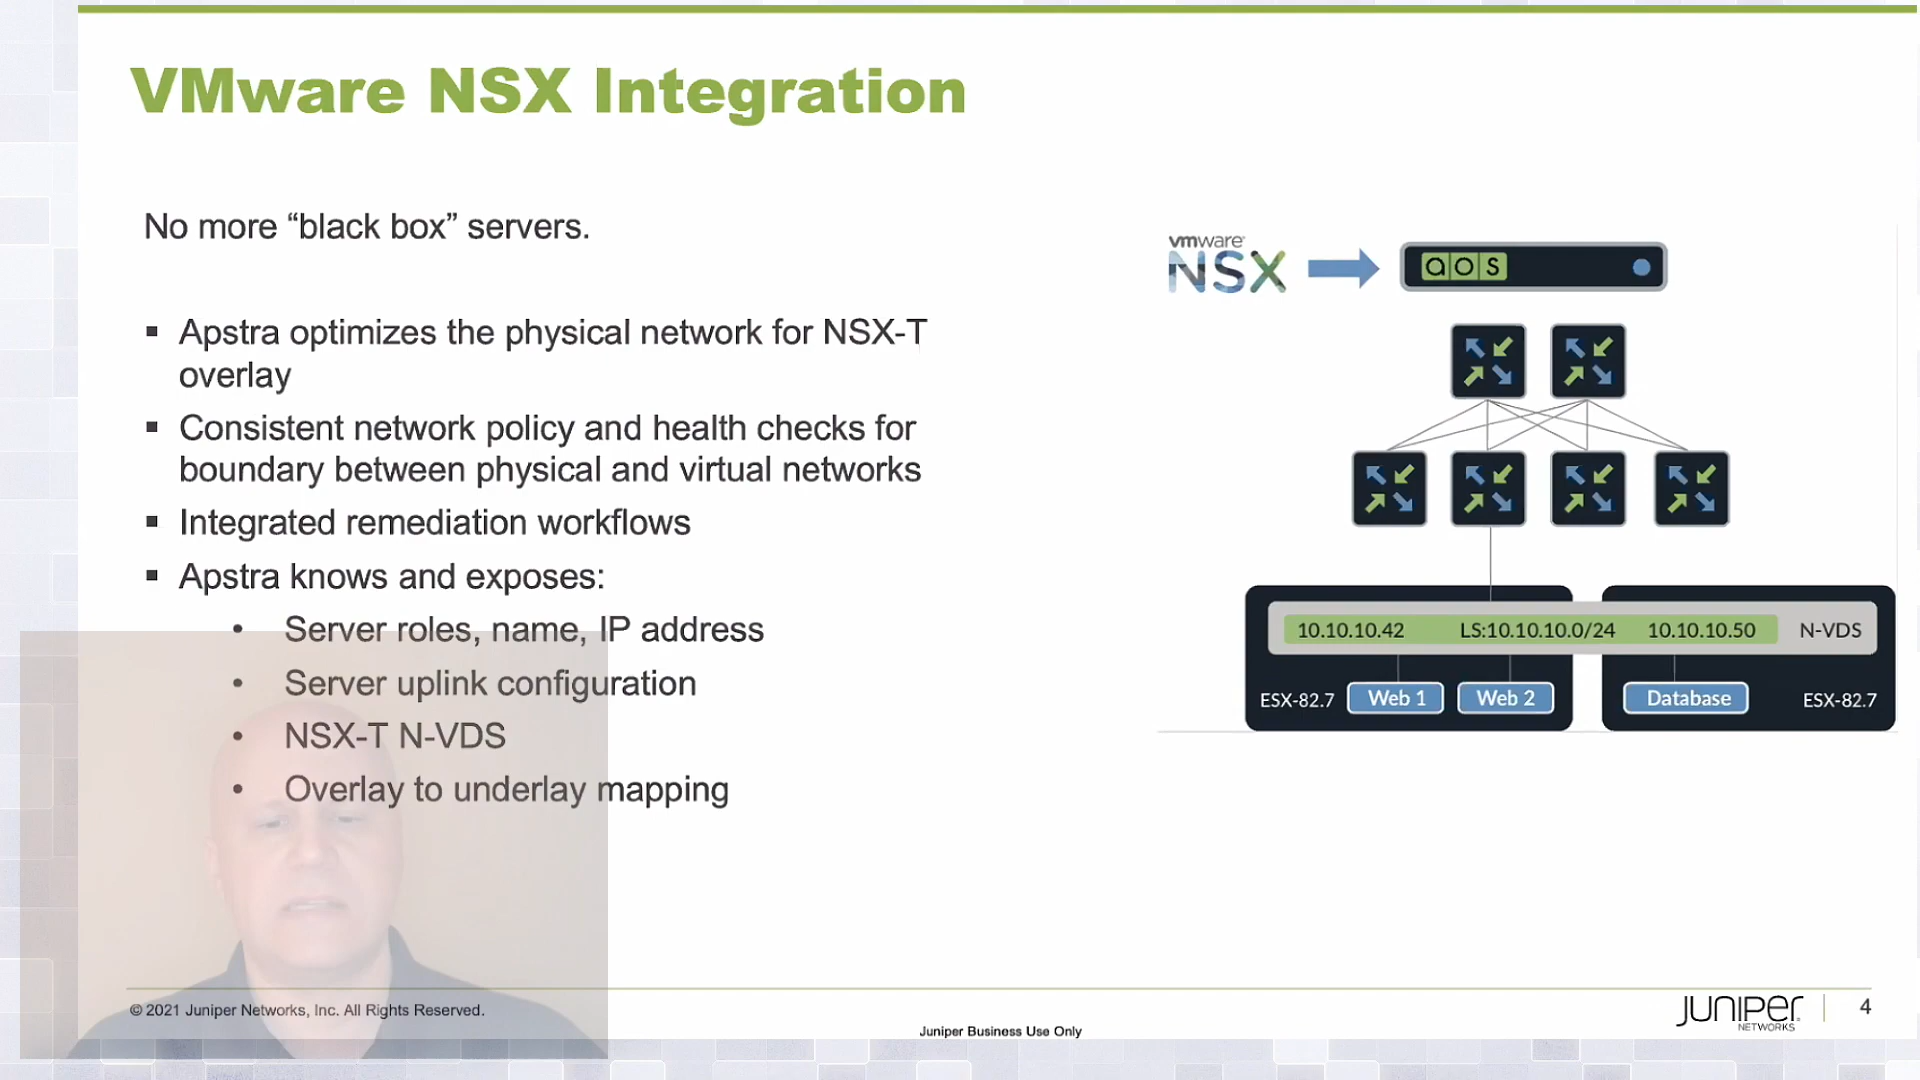 VMware NSX Integration
No more “black box” servers.
▪ Apstra optimizes the physical network for NSX-T
overlay
▪ Consistent network policy and health checks for
boundary between physical and virtual networks
▪ Integrated remediation workflows
▪ Apstra knows and exposes:
• Server roles, name, IP address
• Server uplink configuration
• NSX-T N-VDS
• Overlay to underlay mapping
vmware
NSX
aos
10.10.10.42 LS:10.10.10.0/24 10.10.10.50 N-VDS
ESX-82.7 Web 1 Web 2 Database ESX-82.7
© 2021 Juniper Networks, Inc. All Rights Reserved.
Juniper Business Use Only
JUNIPER
NETWORKS
4